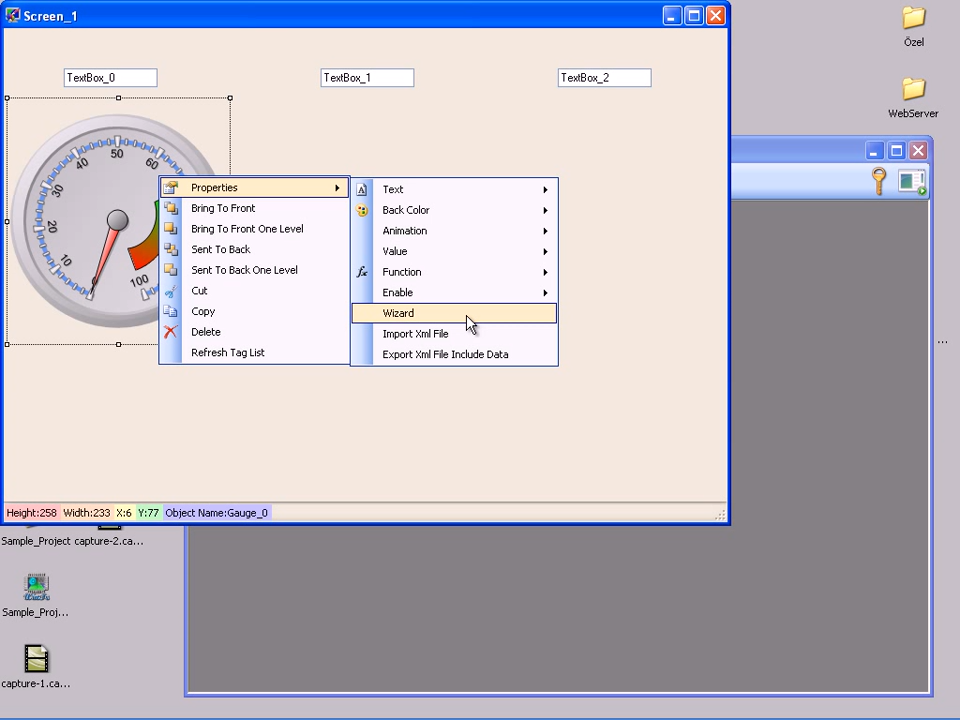 Screen_1
Özel
WebServer
TextBox_0
TextBox_1
TextBox_2
0
10
20
30
40
50
60
100
Properties
Bring To Front
Bring To Front One Level
Sent To Back
Sent To Back One Level
Cut
Copy
Delete
Refresh Tag List
Text
Back Color
Animation
Value
Function
Enable
Wizard
Import Xml File
Export Xml File Include Data
...
Height:258 Width:233 X:6 Y:77 Object Name:Gauge_0
Sample_Project
capture-2.ca...
Sample_Proj...
capture-1.ca...